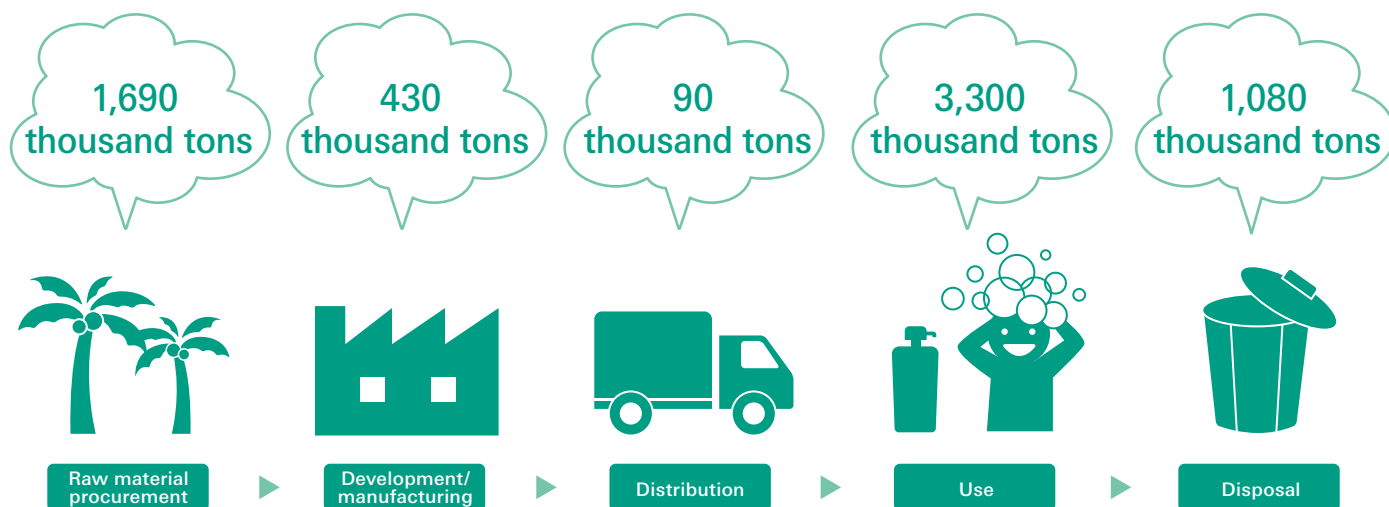 1,690
thousand tons
430
thousand tons
90
thousand tons
3,300
thousand tons
1,080
thousand tons
Raw material
procurement
Development/
manufacturing
Distribution
Use
Disposal